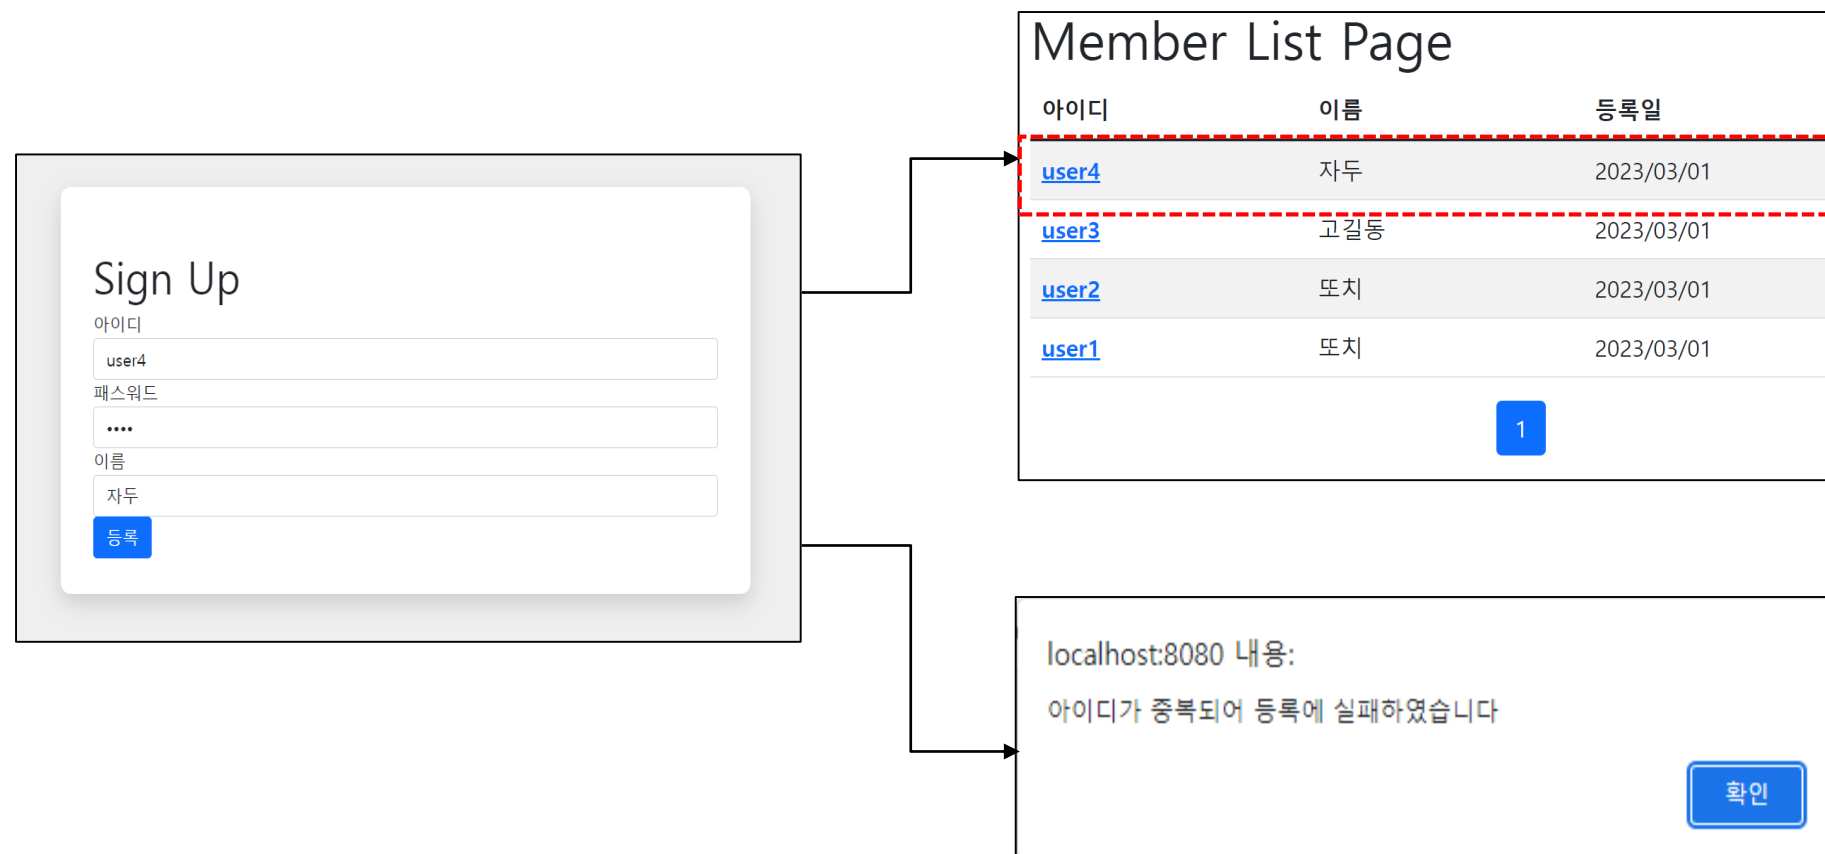 Sign Up
아이디
user4
패스워드
••••
이름
자두
등록
Member List Page
아이디 이름 등록일
user4 자두 2023/03/01
user3 고길동 2023/03/01
user2 또치 2023/03/01
user1 또치 2023/03/01
1
localhost:8080 내용:
아이디가 중복되어 등록에 실패하였습니다
확인